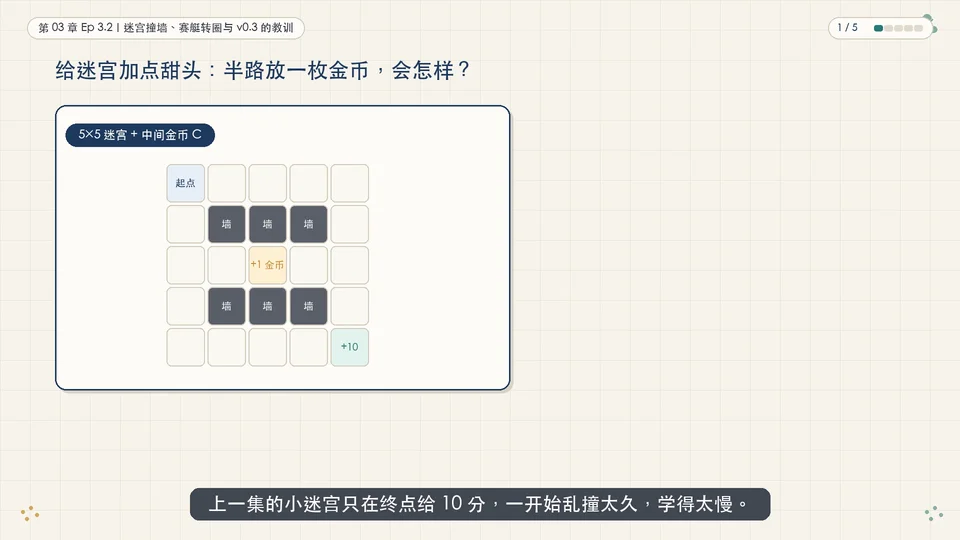 第 03 章 Ep 3.2 | 迷宫撞墙、赛艇转圈与 v0.3 的教训
1 / 5
给迷宫加点甜头：半路放一枚金币，会怎样？
5×5 迷宫 + 中间金币 C
起点
墙 墙 墙
+1 金币
墙 墙 墙
+10
上一集的小迷宫只在终点给 10 分，一开始乱撞太久，学得太慢。